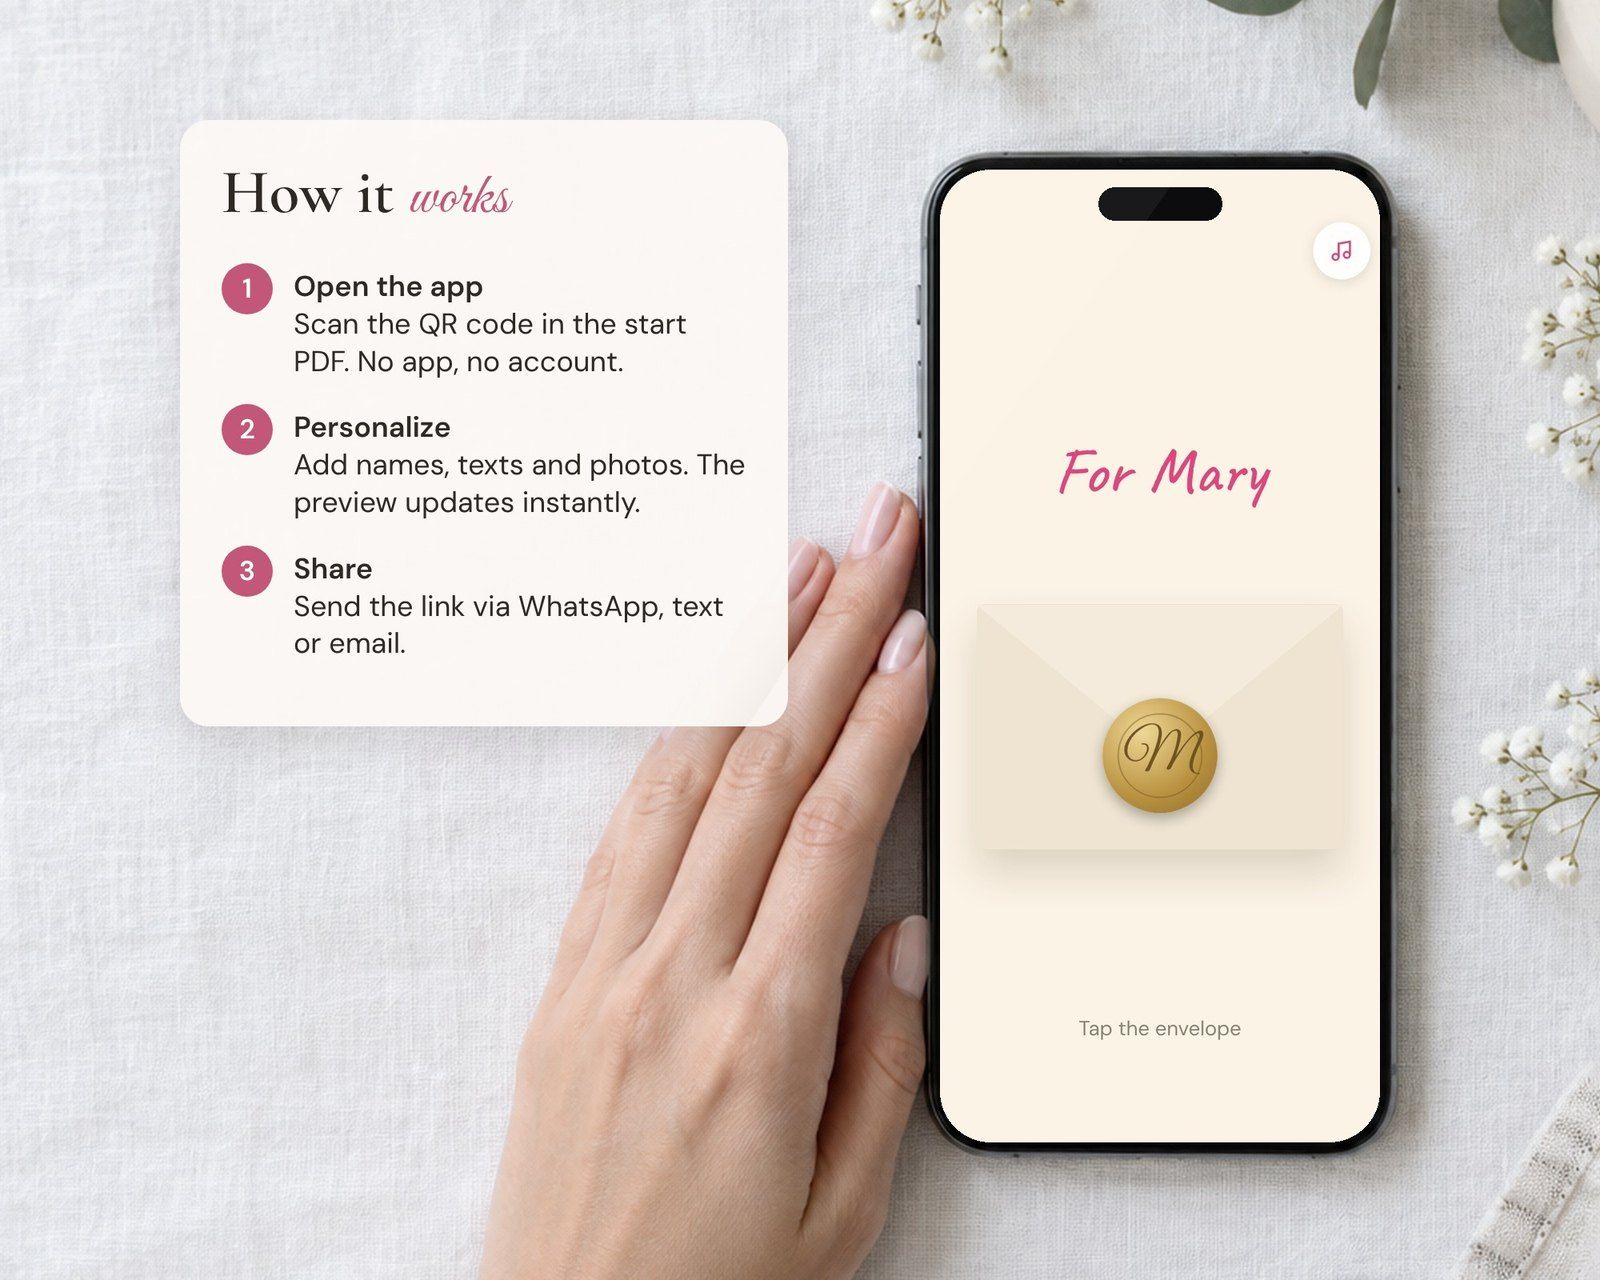 How it works
1
Open the app
Scan the QR code in the start
PDF. No app, no account.
2
Personalize
Add names, texts and photos. The
preview updates instantly.
3
Share
Send the link via WhatsApp, text
or email.
For Mary
M
Tap the envelope